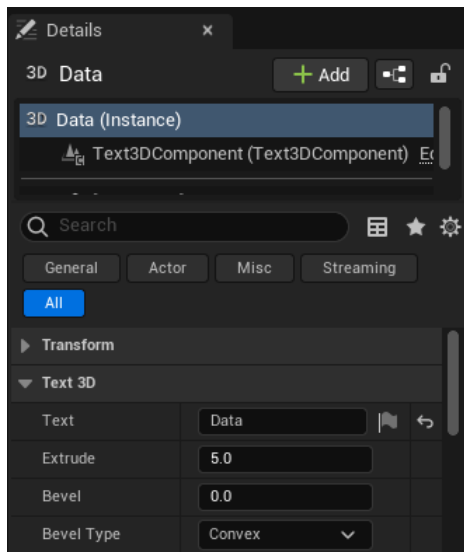 Details ×
3D Data + Add
3D Data (Instance)
Text3DComponent (Text3DComponent)
Search
General Actor Misc Streaming
All
Transform
Text 3D
Text Data
Extrude 5.0
Bevel 0.0
Bevel Type Convex